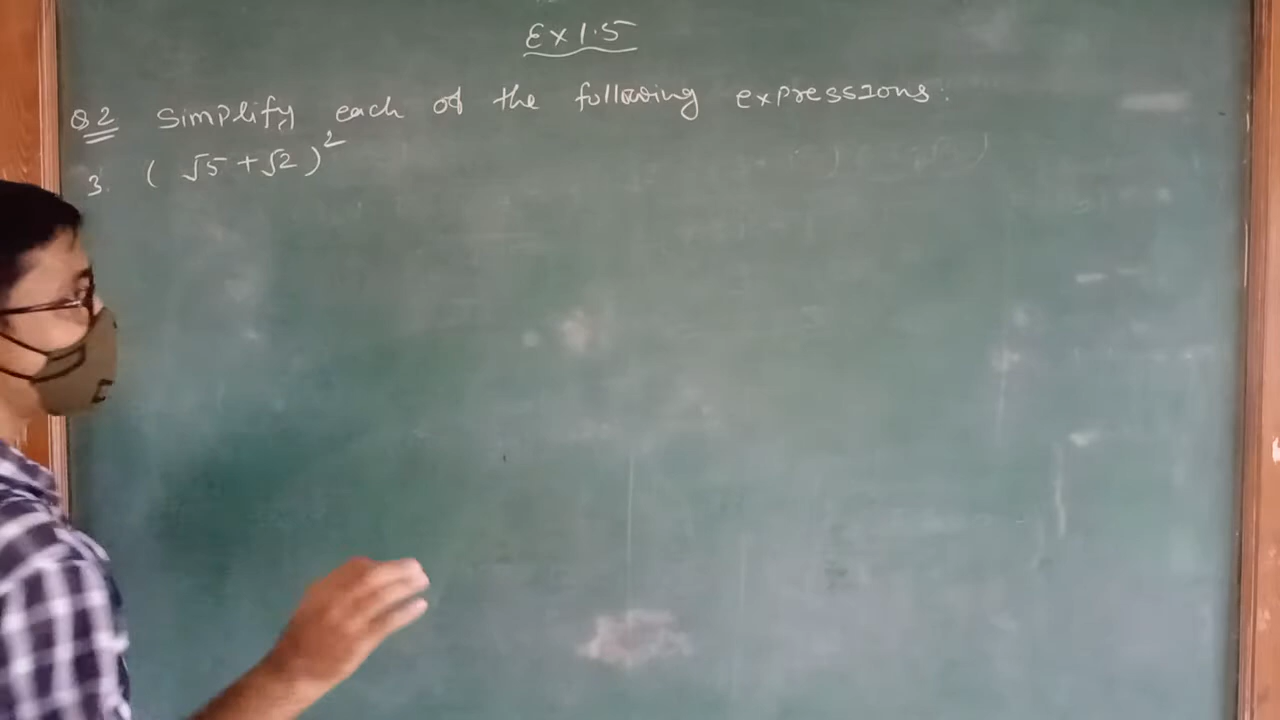 Ex 1.5
Q2 Simplify each of the following expressions:
3. (√5 + √2)²